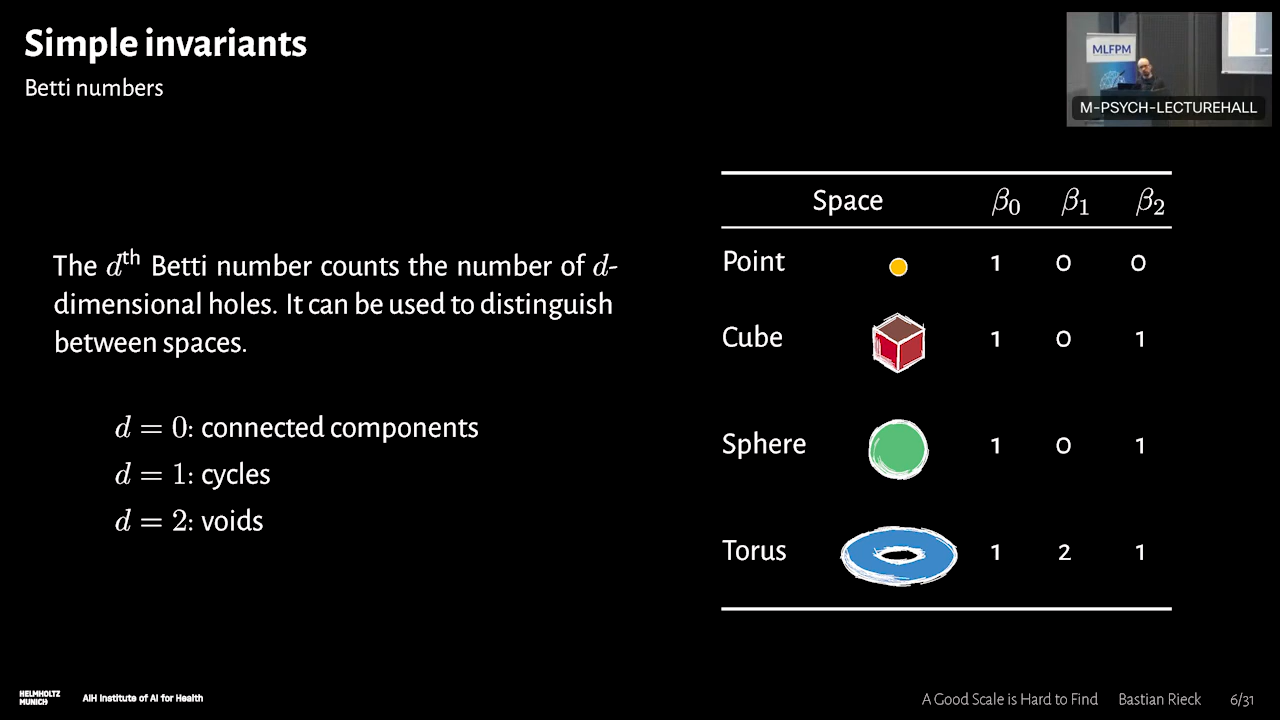 Simple invariants
Betti numbers
MLFPM
M-PSYCH-LECTUREHALL
The dth Betti number counts the number of d-
dimensional holes. It can be used to distinguish
between spaces.
d = 0: connected components
d = 1: cycles
d = 2: voids
Space β0 β1 β2
Point 1 0 0
Cube 1 0 1
Sphere 1 0 1
Torus 1 2 1
HELMHOLTZ
MUNICH
AIH Institute of AI for Health
A Good Scale is Hard to Find Bastian Rieck 6/31